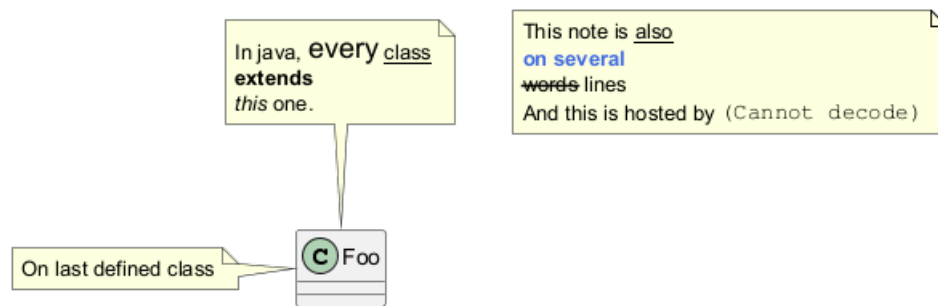 In java, every class
extends
this one.
This note is also
on several
words lines
And this is hosted by (Cannot decode)
C Foo
On last defined class